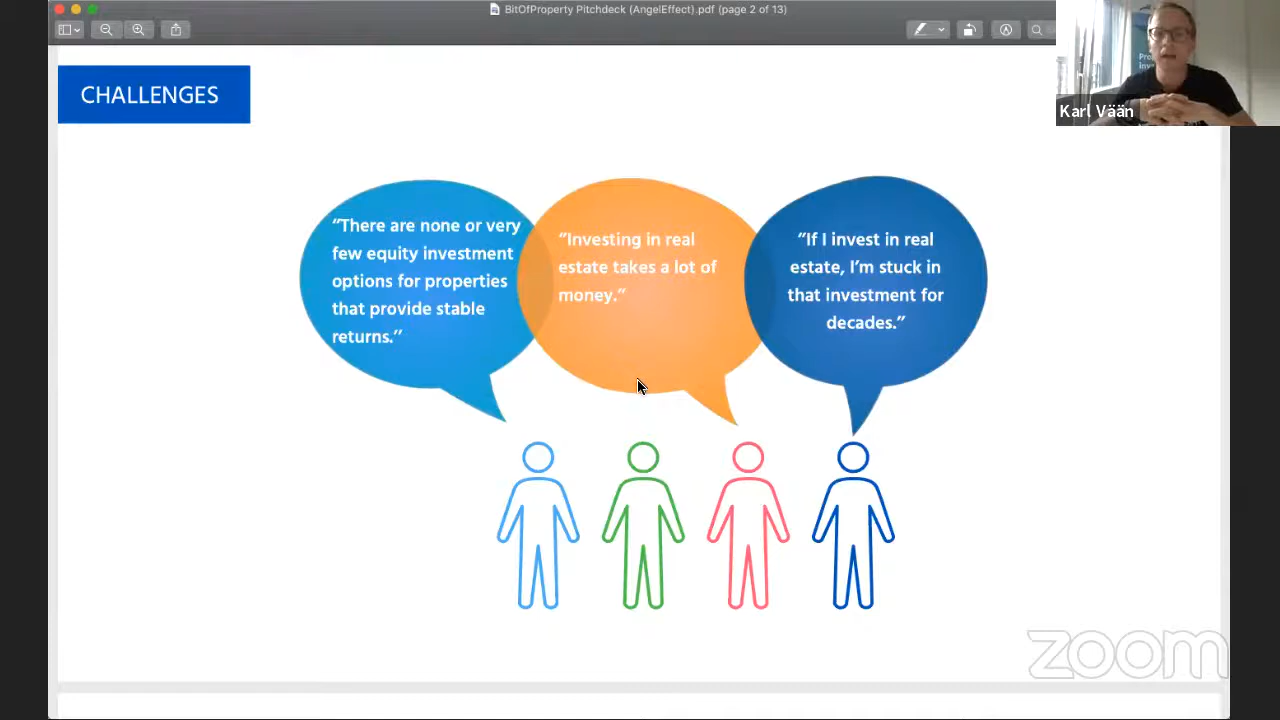 BitOfProperty Pitchdeck (AngelEffect).pdf (page 2 of 13)
CHALLENGES
“There are none or very
few equity investment
options for properties
that provide stable
returns.’’
“Investing in real
estate takes a lot of
money.”
”If I invest in real
estate, I’m stuck in
that investment for
decades.”
Karl Vään
zoom